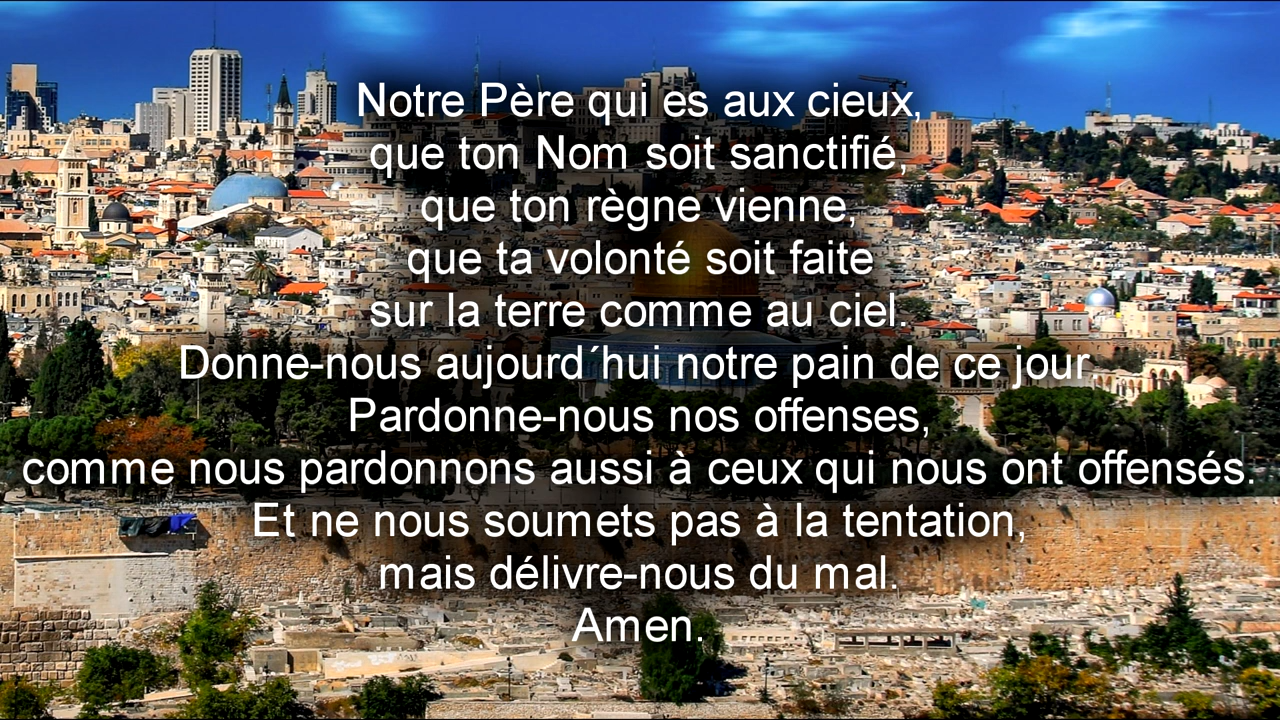 Notre Père qui es aux cieux,
que ton Nom soit sanctifié,
que ton règne vienne,
que ta volonté soit faite
sur la terre comme au ciel.
Donne-nous aujourd´hui notre pain de ce jour.
Pardonne-nous nos offenses,
comme nous pardonnons aussi à ceux qui nous ont offensés.
Et ne nous soumets pas à la tentation,
mais délivre-nous du mal.
Amen.